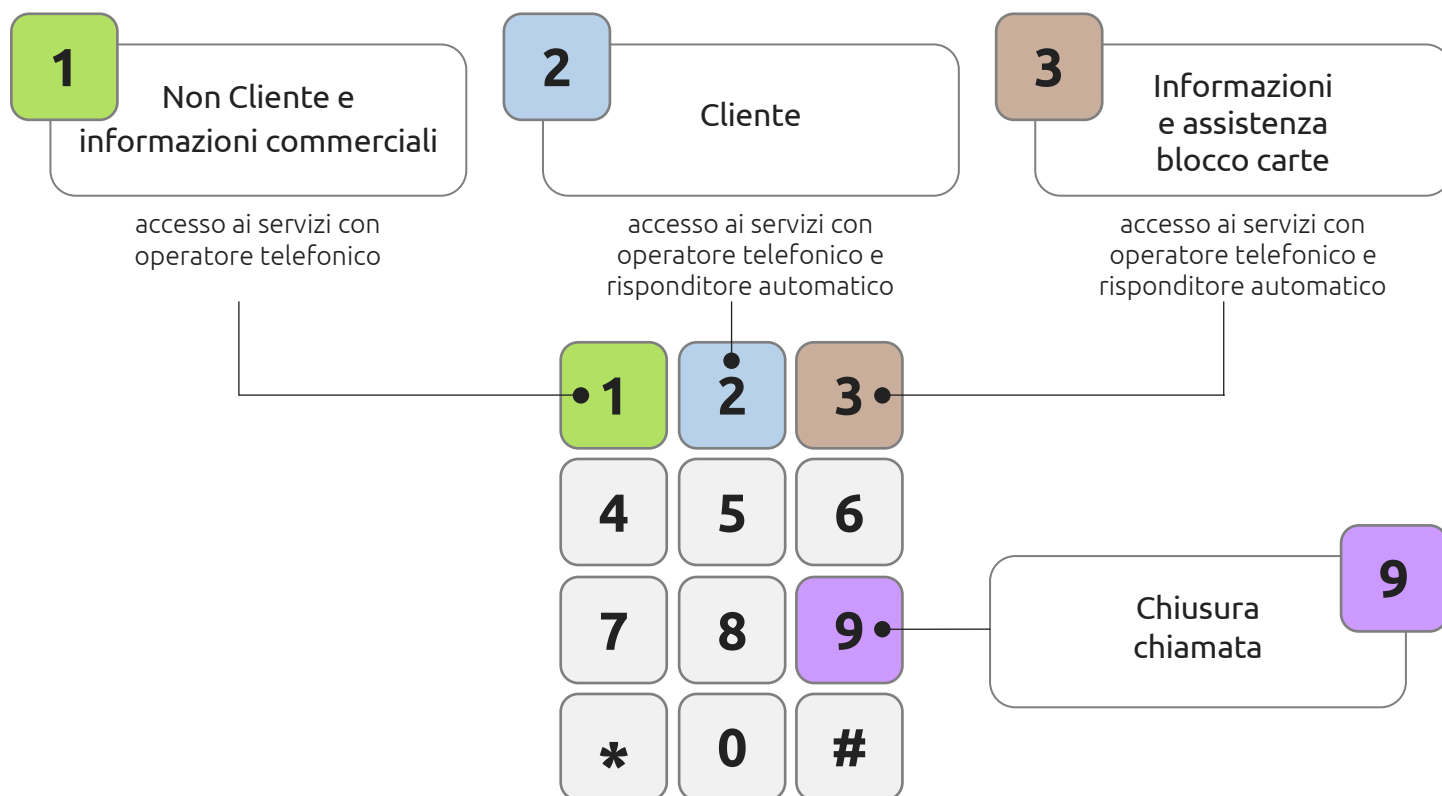 1
Non Cliente e
informazioni commerciali
accesso ai servizi con
operatore telefonico
2
Cliente
accesso ai servizi con
operatore telefonico e
risponditore automatico
3
Informazioni
e assistenza
blocco carte
accesso ai servizi con
operatore telefonico e
risponditore automatico
1 2 3
4 5 6
7 8 9
* 0 #
9
Chiusura
chiamata